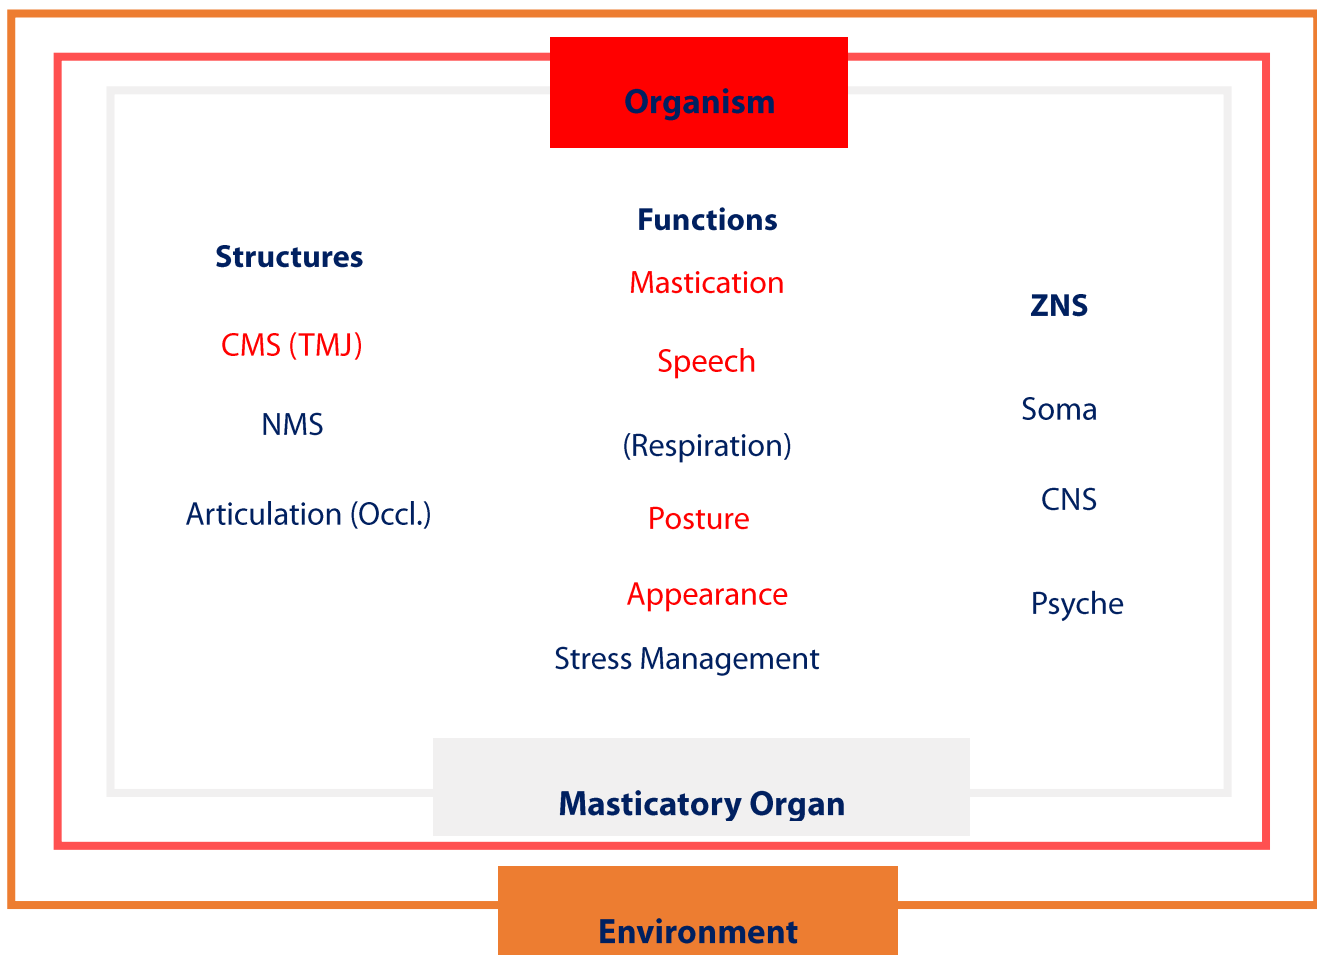 Organism
Structures
CMS (TMJ)
NMS
Articulation (Occl.)
Functions
Mastication
Speech
(Respiration)
Posture
Appearance
Stress Management
ZNS
Soma
CNS
Psyche
Masticatory Organ
Environment